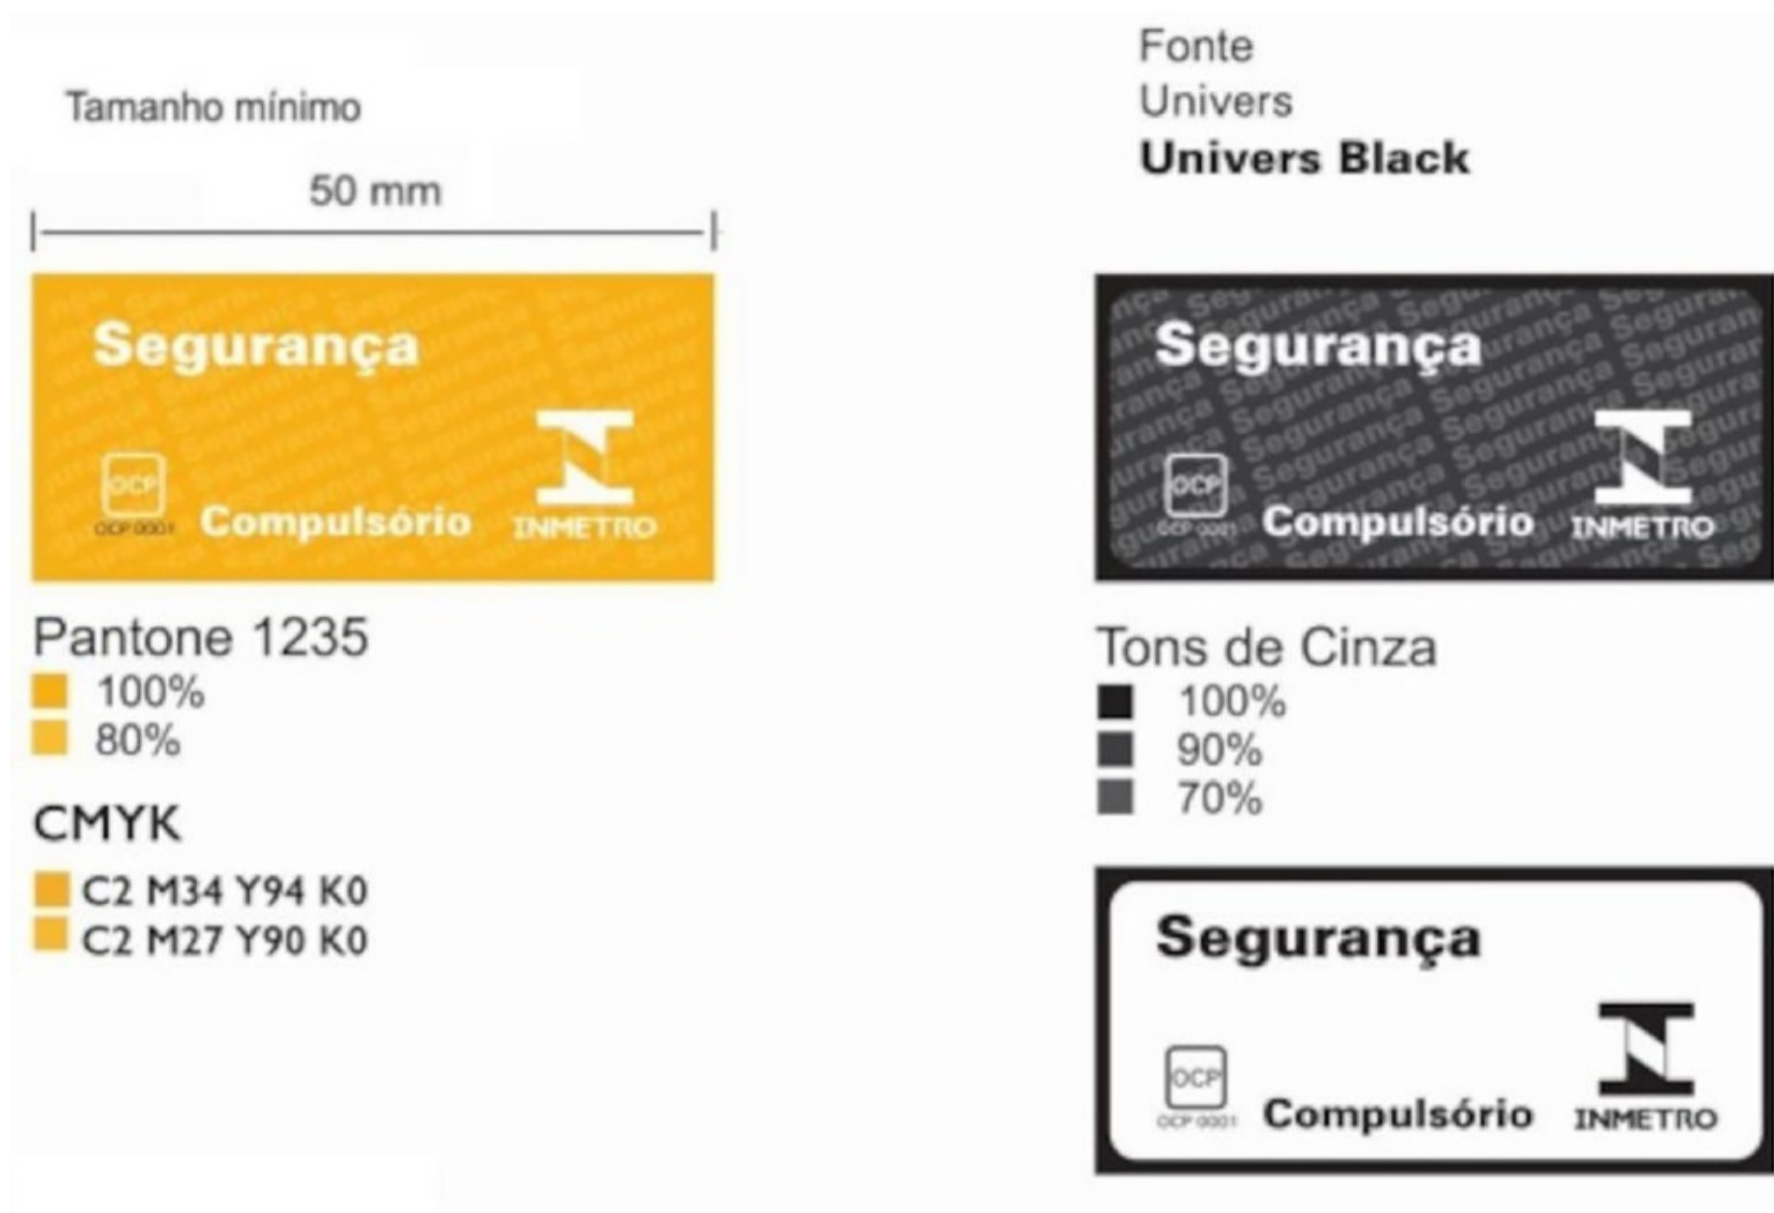 Tamanho mínimo
50 mm
Segurança
OCP
OCP 0001
Compulsório
INMETRO
Pantone 1235
100%
80%
CMYK
C2 M34 Y94 K0
C2 M27 Y90 K0
Fonte
Univers
Univers Black
Segurança
OCP
OCP 0001
Compulsório
INMETRO
Tons de Cinza
100%
90%
70%
Segurança
OCP
OCP 0001
Compulsório
INMETRO